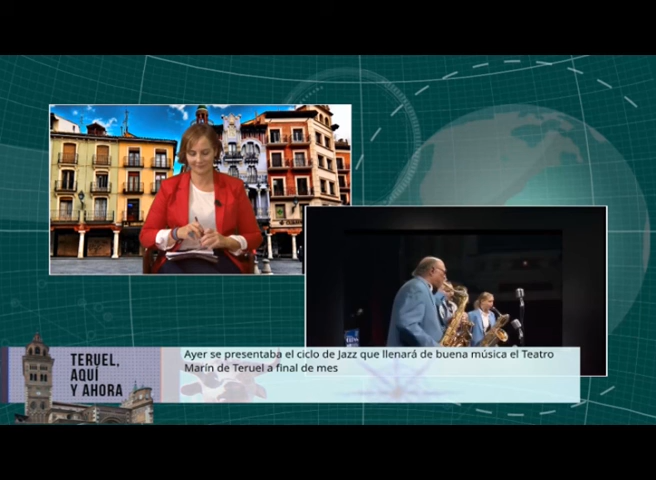 TERUEL,
AQUÍ
Y AHORA
Ayer se presentaba el ciclo de Jazz que llenará de buena música el Teatro
Marín de Teruel a final de mes